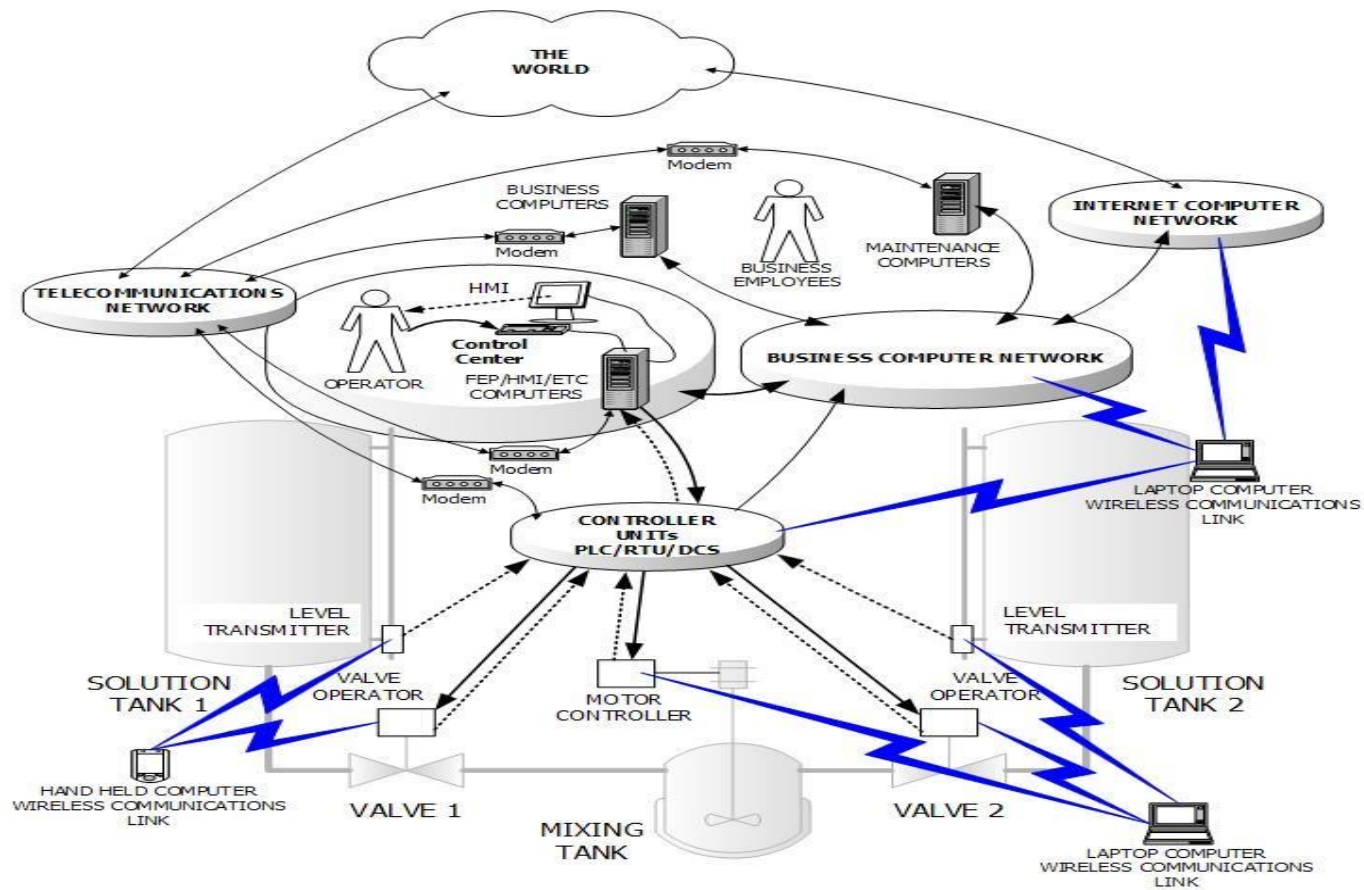 THE
WORLD
Modem
BUSINESS
COMPUTERS
INTERNET COMPUTER
NETWORK
Modem
MAINTENANCE
COMPUTERS
BUSINESS
EMPLOYEES
TELECOMMUNICATIONS
NETWORK
HMI
Control
Center
BUSINESS COMPUTER NETWORK
OPERATOR
FEP/HMI/ETC
COMPUTERS
Modem
Modem
LAPTOP COMPUTER
WIRELESS COMMUNICATIONS
LINK
CONTROLLER
UNITs
PLC/RTU/DCS
LEVEL
TRANSMITTER
LEVEL
TRANSMITTER
SOLUTION
TANK 1
VALVE
OPERATOR
MOTOR
CONTROLLER
VALVE
OPERATOR
SOLUTION
TANK 2
HAND HELD COMPUTER
WIRELESS COMMUNICATIONS
LINK
VALVE 1
MIXING
TANK
VALVE 2
LAPTOP COMPUTER
WIRELESS COMMUNICATIONS
LINK